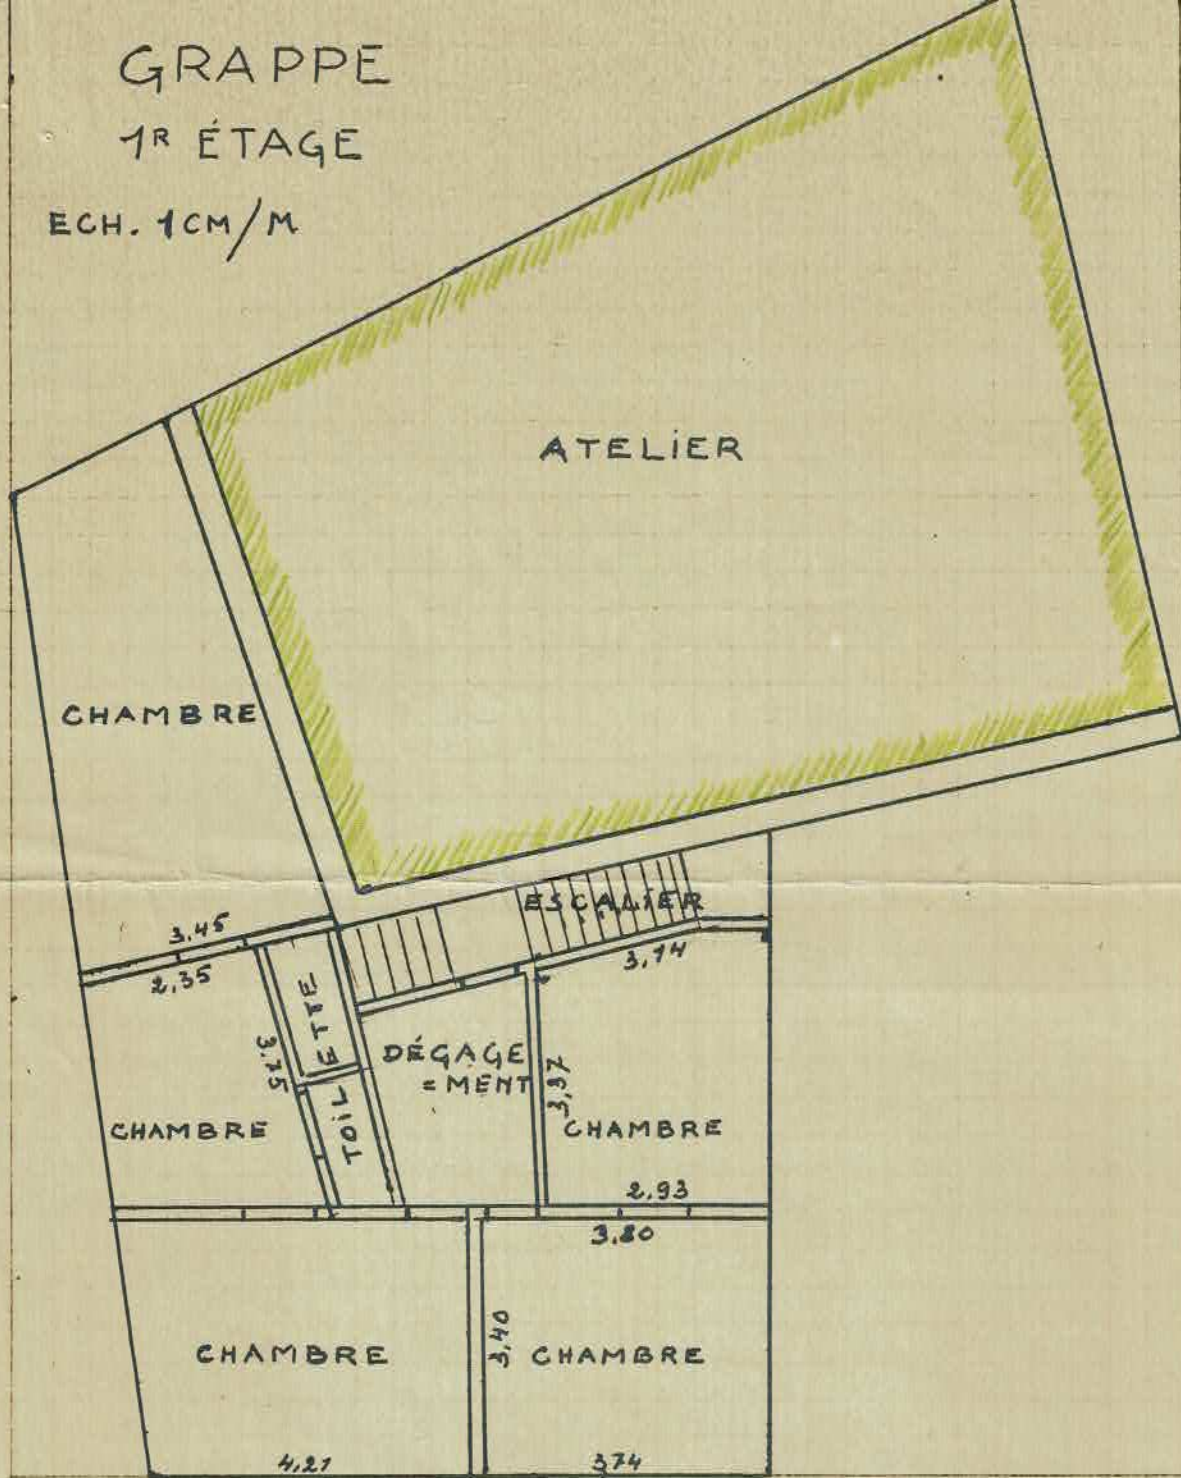 GRAPPE
1R ÉTAGE
ECH. 1CM/M
ATELIER
CHAMBRE
ESCALIER
3.45
2,35
3,14
TOILETTE
3.75
DÉGAGE
=MENT
3,37
CHAMBRE
CHAMBRE
2.93
3.80
3,40
CHAMBRE
CHAMBRE
4,21
374